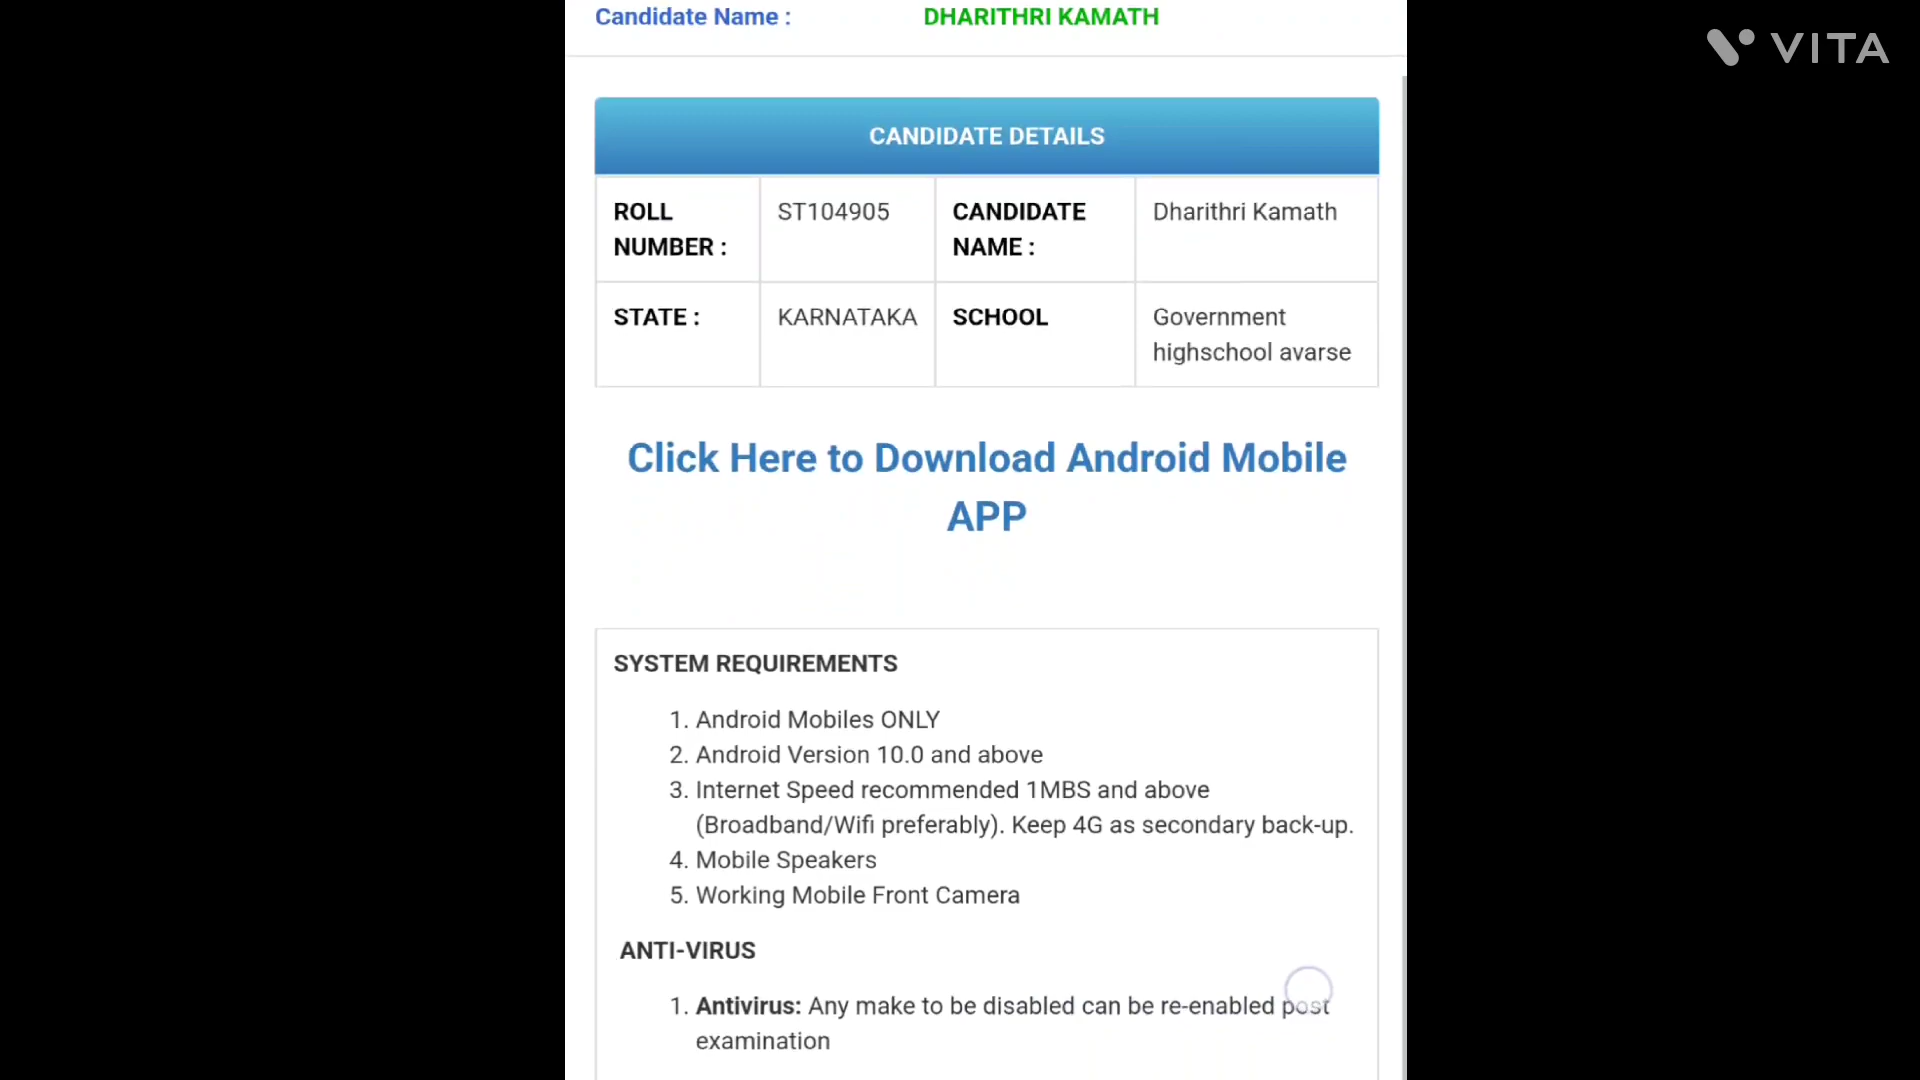 Candidate Name : DHARITHRI KAMATH
VITA
CANDIDATE DETAILS
ROLL NUMBER : ST104905 CANDIDATE NAME : Dharithri Kamath
STATE : KARNATAKA SCHOOL Government highschool avarse
Click Here to Download Android Mobile
APP
SYSTEM REQUIREMENTS
1. Android Mobiles ONLY
2. Android Version 10.0 and above
3. Internet Speed recommended 1MBS and above
(Broadband/Wifi preferably). Keep 4G as secondary back-up.
4. Mobile Speakers
5. Working Mobile Front Camera
ANTI-VIRUS
1. Antivirus: Any make to be disabled can be re-enabled post
examination